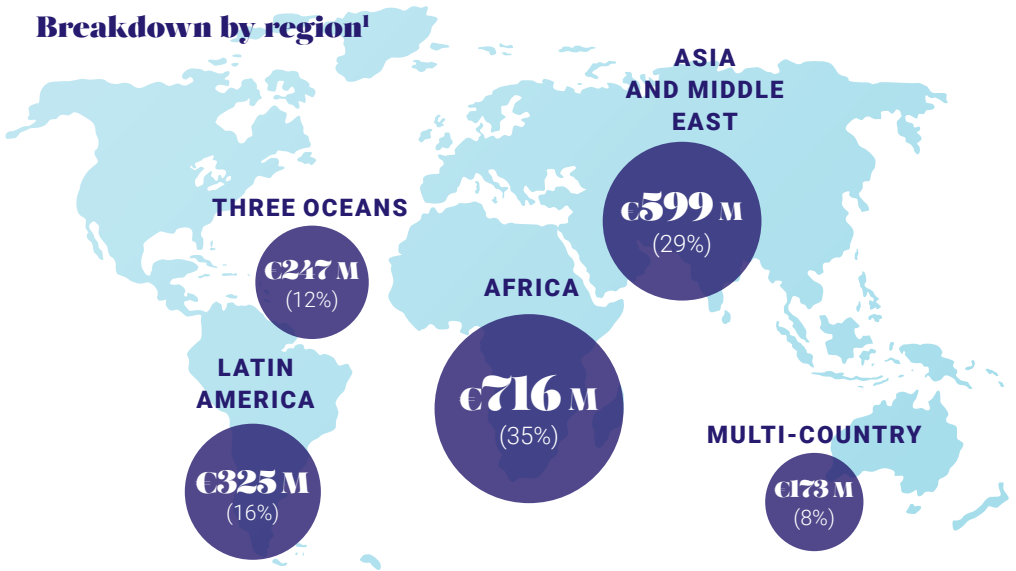 Breakdown by region¹
ASIA
AND MIDDLE
EAST
€599 M
(29%)
THREE OCEANS
€247 M
(12%)
AFRICA
€716 M
(35%)
LATIN
AMERICA
€325 M
(16%)
MULTI-COUNTRY
€173 M
(8%)